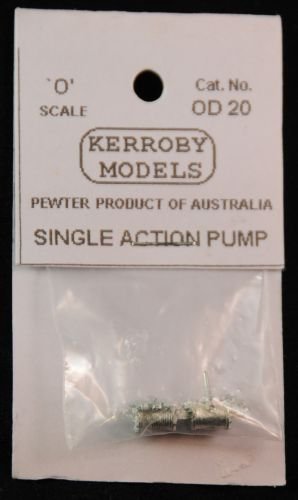 'O' Cat. No.
SCALE OD 20
KERROBY
MODELS
PEWTER PRODUCT OF AUSTRALIA
SINGLE ACTION PUMP